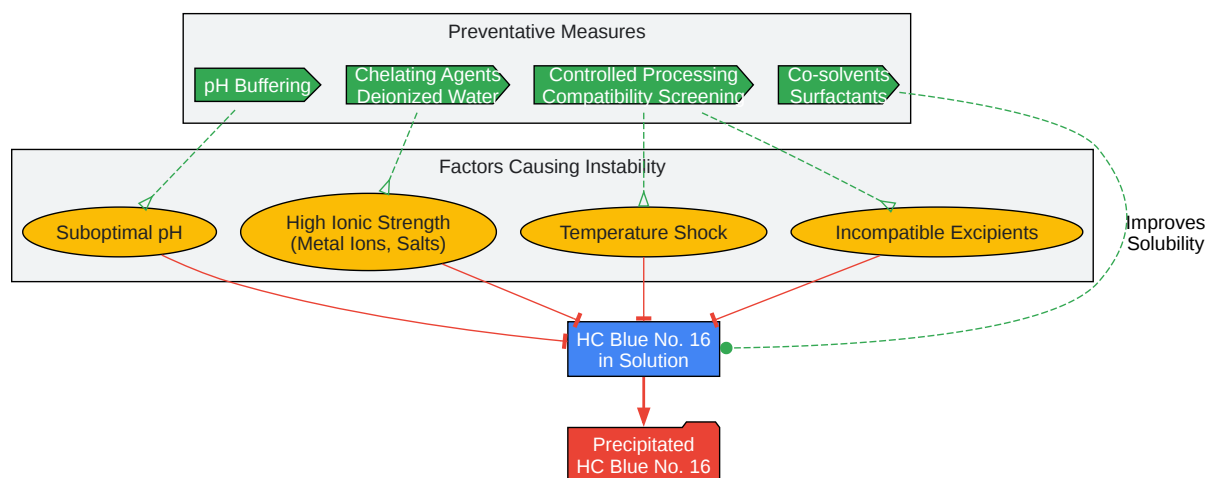 Preventative Measures
pH Buffering
Chelating Agents
Deionized Water
Controlled Processing
Compatibility Screening
Co-solvents
Surfactants
Factors Causing Instability
Suboptimal pH
High Ionic Strength
(Metal Ions, Salts)
Temperature Shock
Incompatible Excipients
Improves
Solubility
HC Blue No. 16
in Solution
Precipitated
HC Blue No. 16